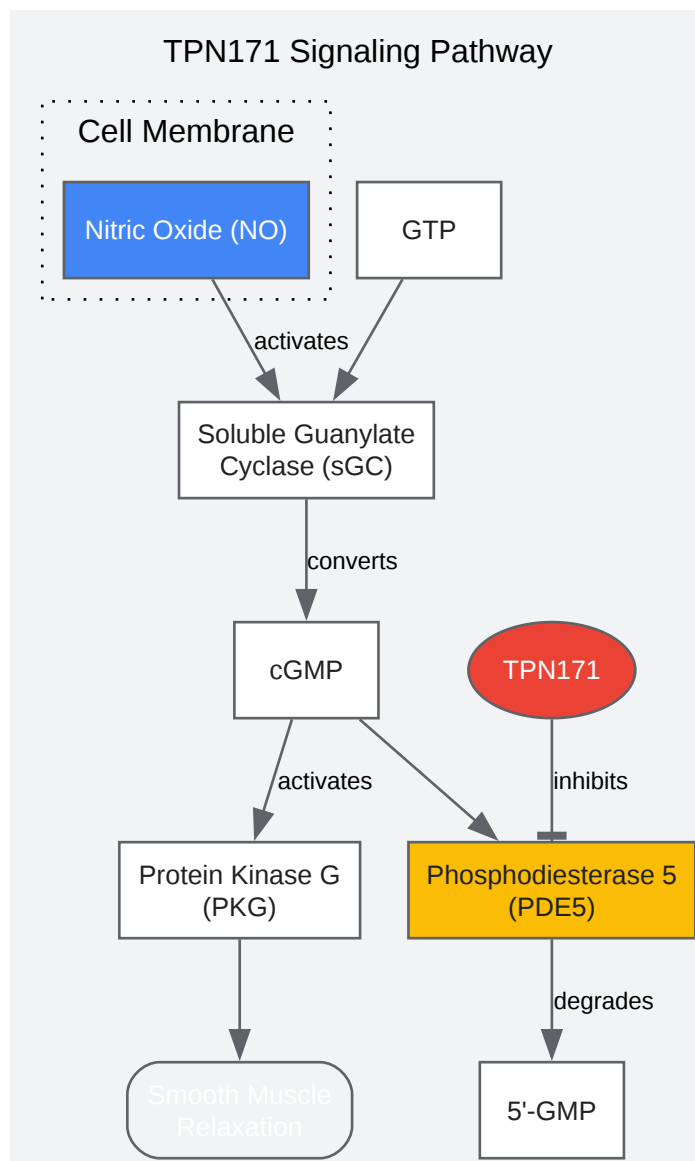 TPN171 Signaling Pathway
Cell Membrane
Nitric Oxide (NO)
GTP
activates
Soluble Guanylate
Cyclase (sGC)
converts
cGMP
TPN171
activates
inhibits
Protein Kinase G
(PKG)
Phosphodiesterase 5
(PDE5)
degrades
Smooth Muscle
Relaxation
5'-GMP